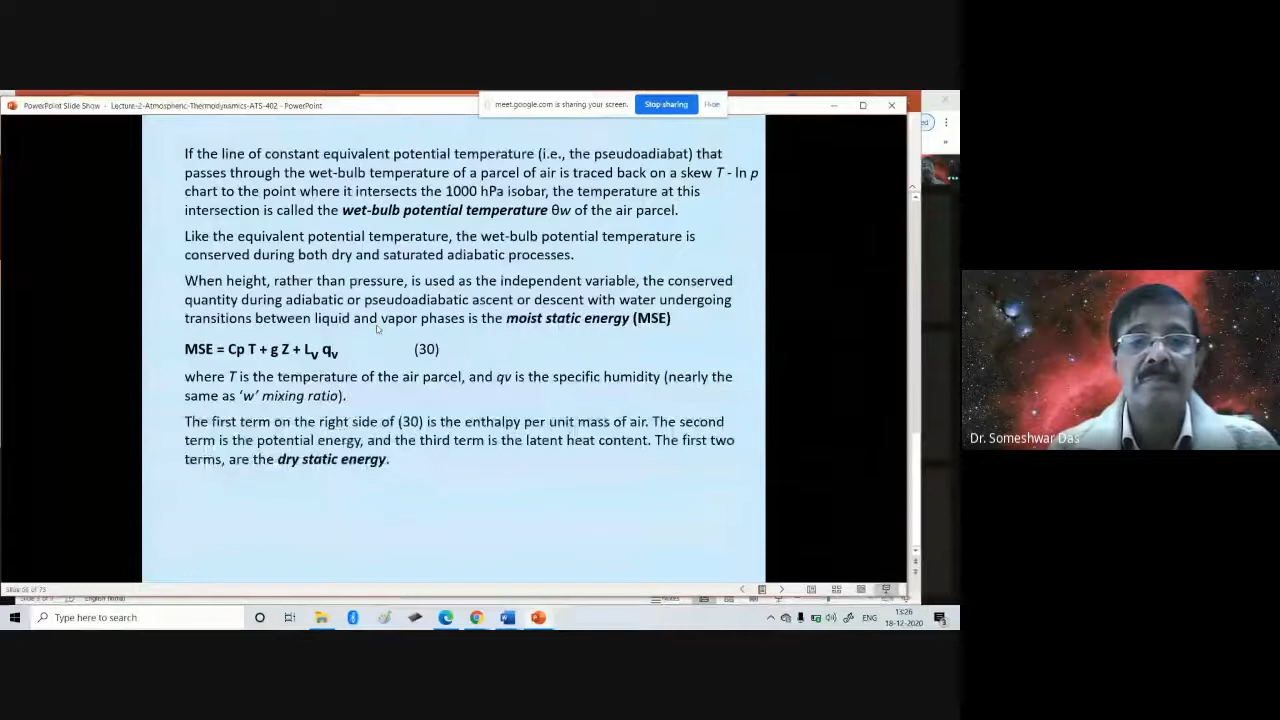 PowerPoint Slide Show - Lecture-2-Atmospheric-Thermodynamics-ATS-402 - PowerPoint
meet.google.com is sharing your screen.
Stop sharing
Hide
If the line of constant equivalent potential temperature (i.e., the pseudoadiabat) that
passes through the wet-bulb temperature of a parcel of air is traced back on a skew T - ln p
chart to the point where it intersects the 1000 hPa isobar, the temperature at this
intersection is called the wet-bulb potential temperature θw of the air parcel.
Like the equivalent potential temperature, the wet-bulb potential temperature is
conserved during both dry and saturated adiabatic processes.
When height, rather than pressure, is used as the independent variable, the conserved
quantity during adiabatic or pseudoadiabatic ascent or descent with water undergoing
transitions between liquid and vapor phases is the moist static energy (MSE)
MSE = Cp T + g Z + Lv qv (30)
where T is the temperature of the air parcel, and qv is the specific humidity (nearly the
same as ‘w’ mixing ratio).
The first term on the right side of (30) is the enthalpy per unit mass of air. The second
term is the potential energy, and the third term is the latent heat content. The first two
terms, are the dry static energy.
Dr. Someshwar Das
Type here to search
ENG
13:26
18-12-2020